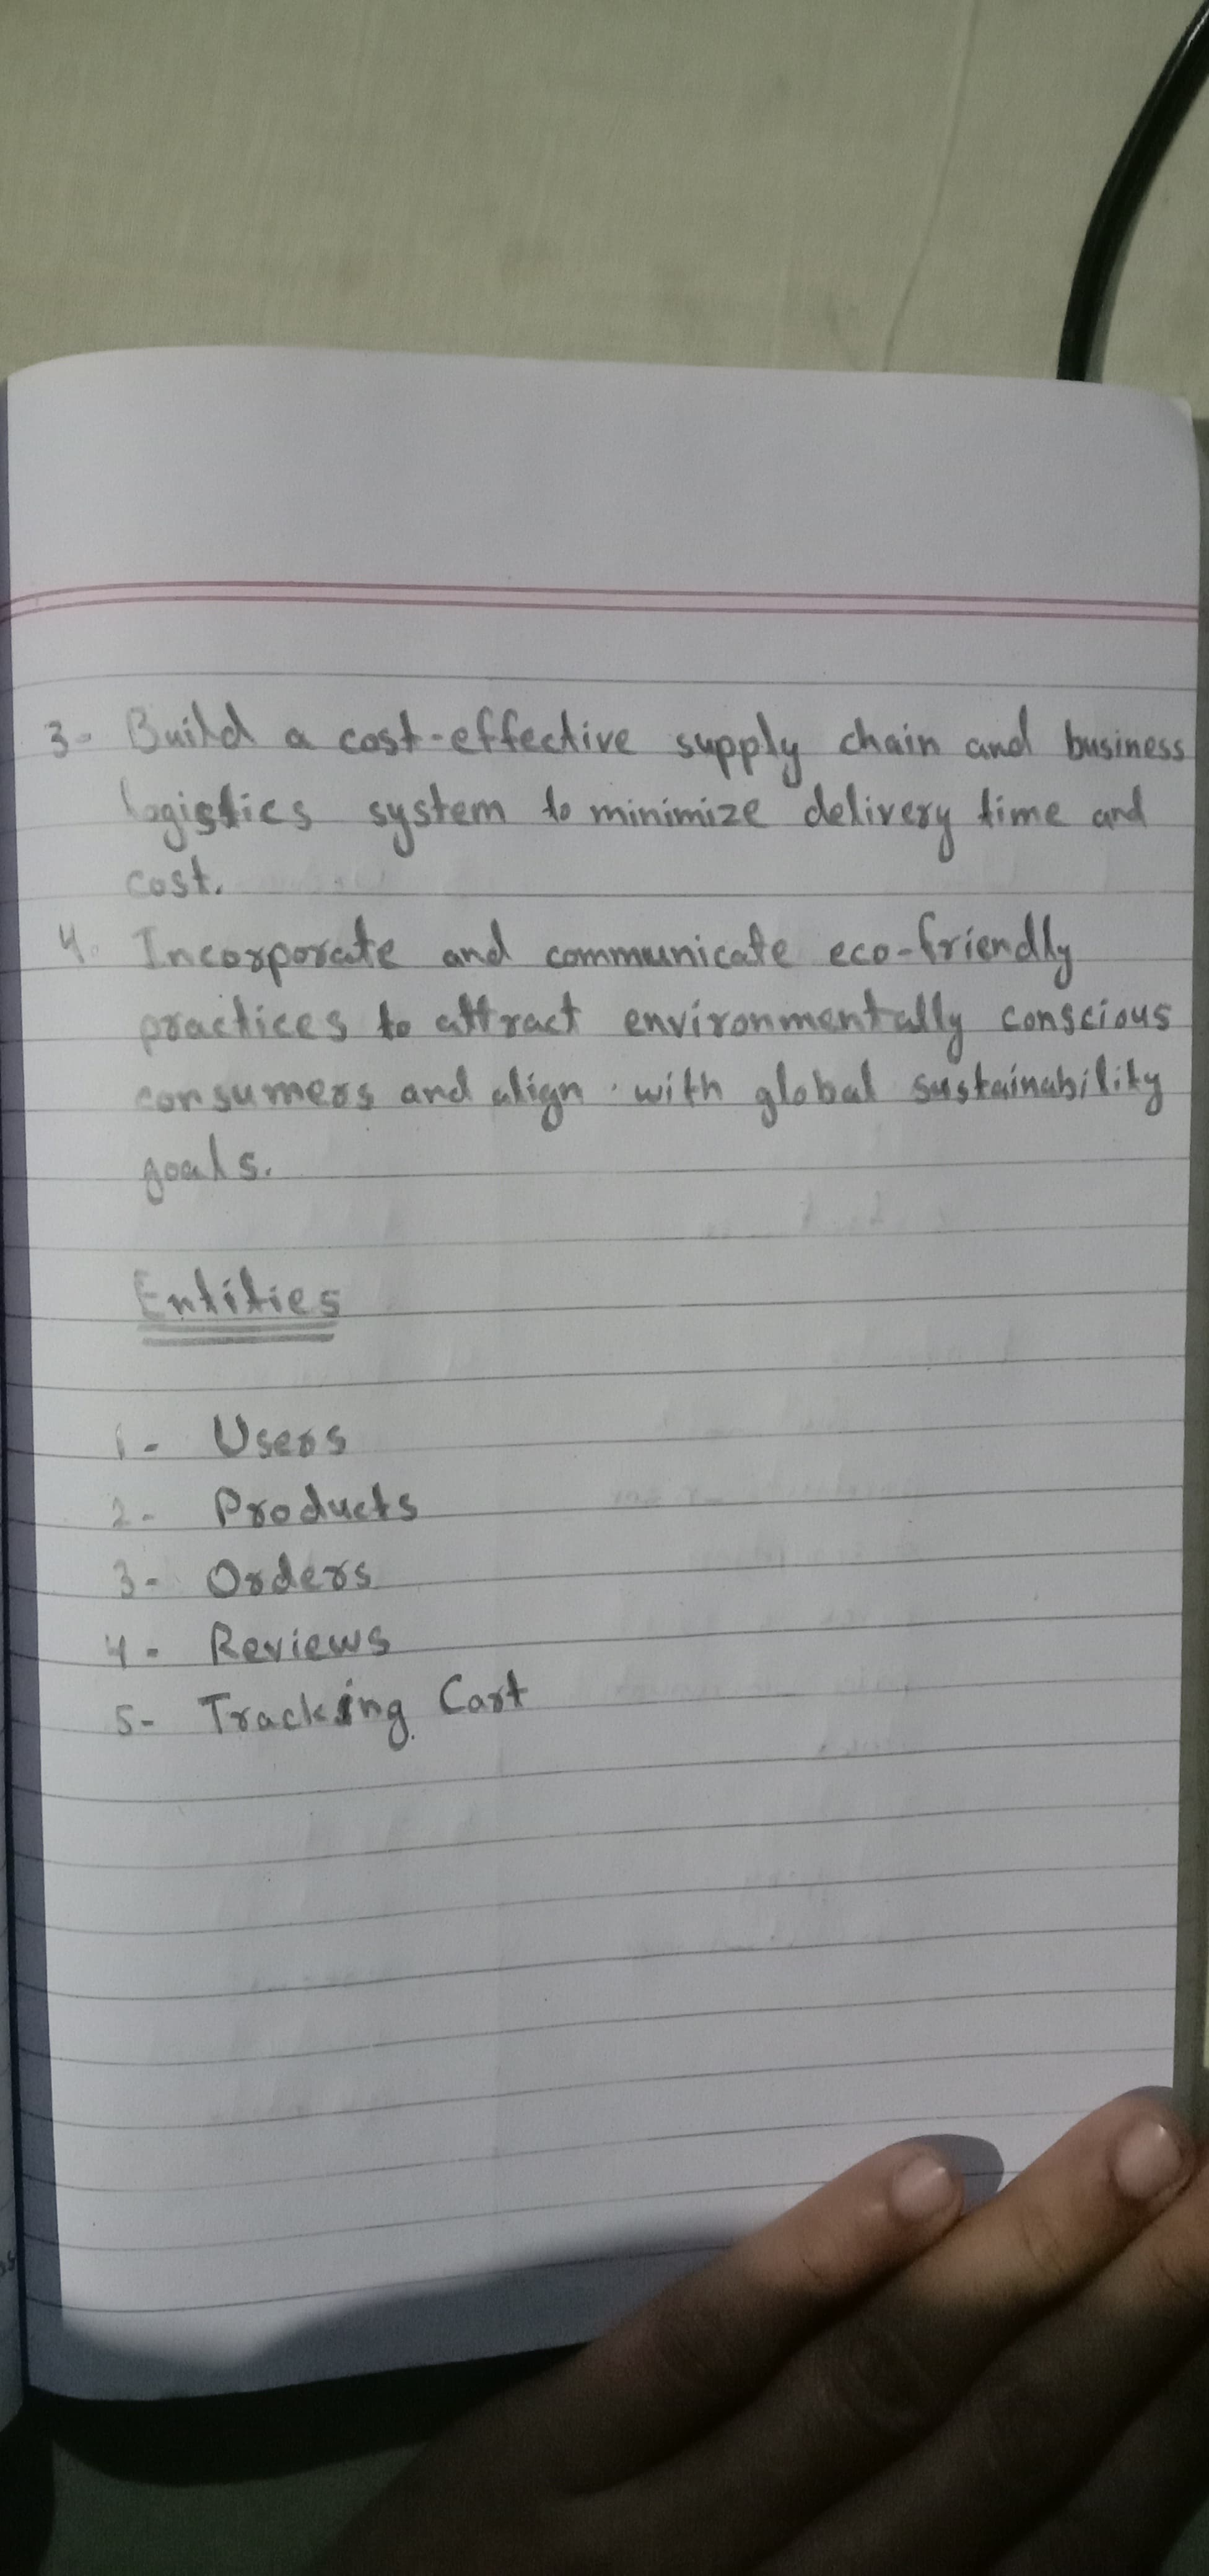 3- Build a cost-effective supply chain and business
logistics system to minimize delivery time and
cost.
4. Incorporate and communicate eco-friendly
practices to attract environmentally conscious
consumers and align with global sustainability
goals.
Entities
1- Users
2- Products
3- Orders
4- Reviews
5- Tracking Cart